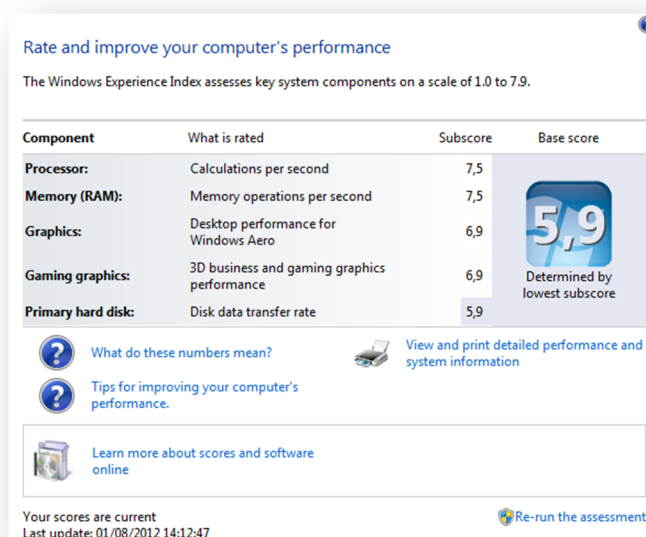 Rate and improve your computer's performance
The Windows Experience Index assesses key system components on a scale of 1.0 to 7.9.
Component What is rated Subscore Base score
Processor: Calculations per second 7,5
Memory (RAM): Memory operations per second 7,5
Graphics: Desktop performance for
Windows Aero 6,9
Gaming graphics: 3D business and gaming graphics
performance 6,9
Primary hard disk: Disk data transfer rate 5,9
5,9
Determined by
lowest subscore
What do these numbers mean?
View and print detailed performance and
system information
Tips for improving your computer's
performance.
Learn more about scores and software
online
Your scores are current
Last update: 01/08/2012 14:12:47
Re-run the assessment